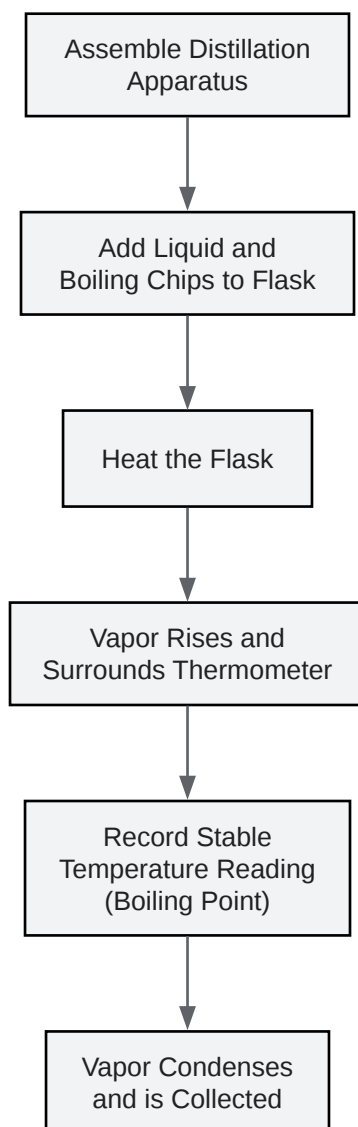 Assemble Distillation
Apparatus
Add Liquid and
Boiling Chips to Flask
Heat the Flask
Vapor Rises and
Surrounds Thermometer
Record Stable
Temperature Reading
(Boiling Point)
Vapor Condenses
and is Collected